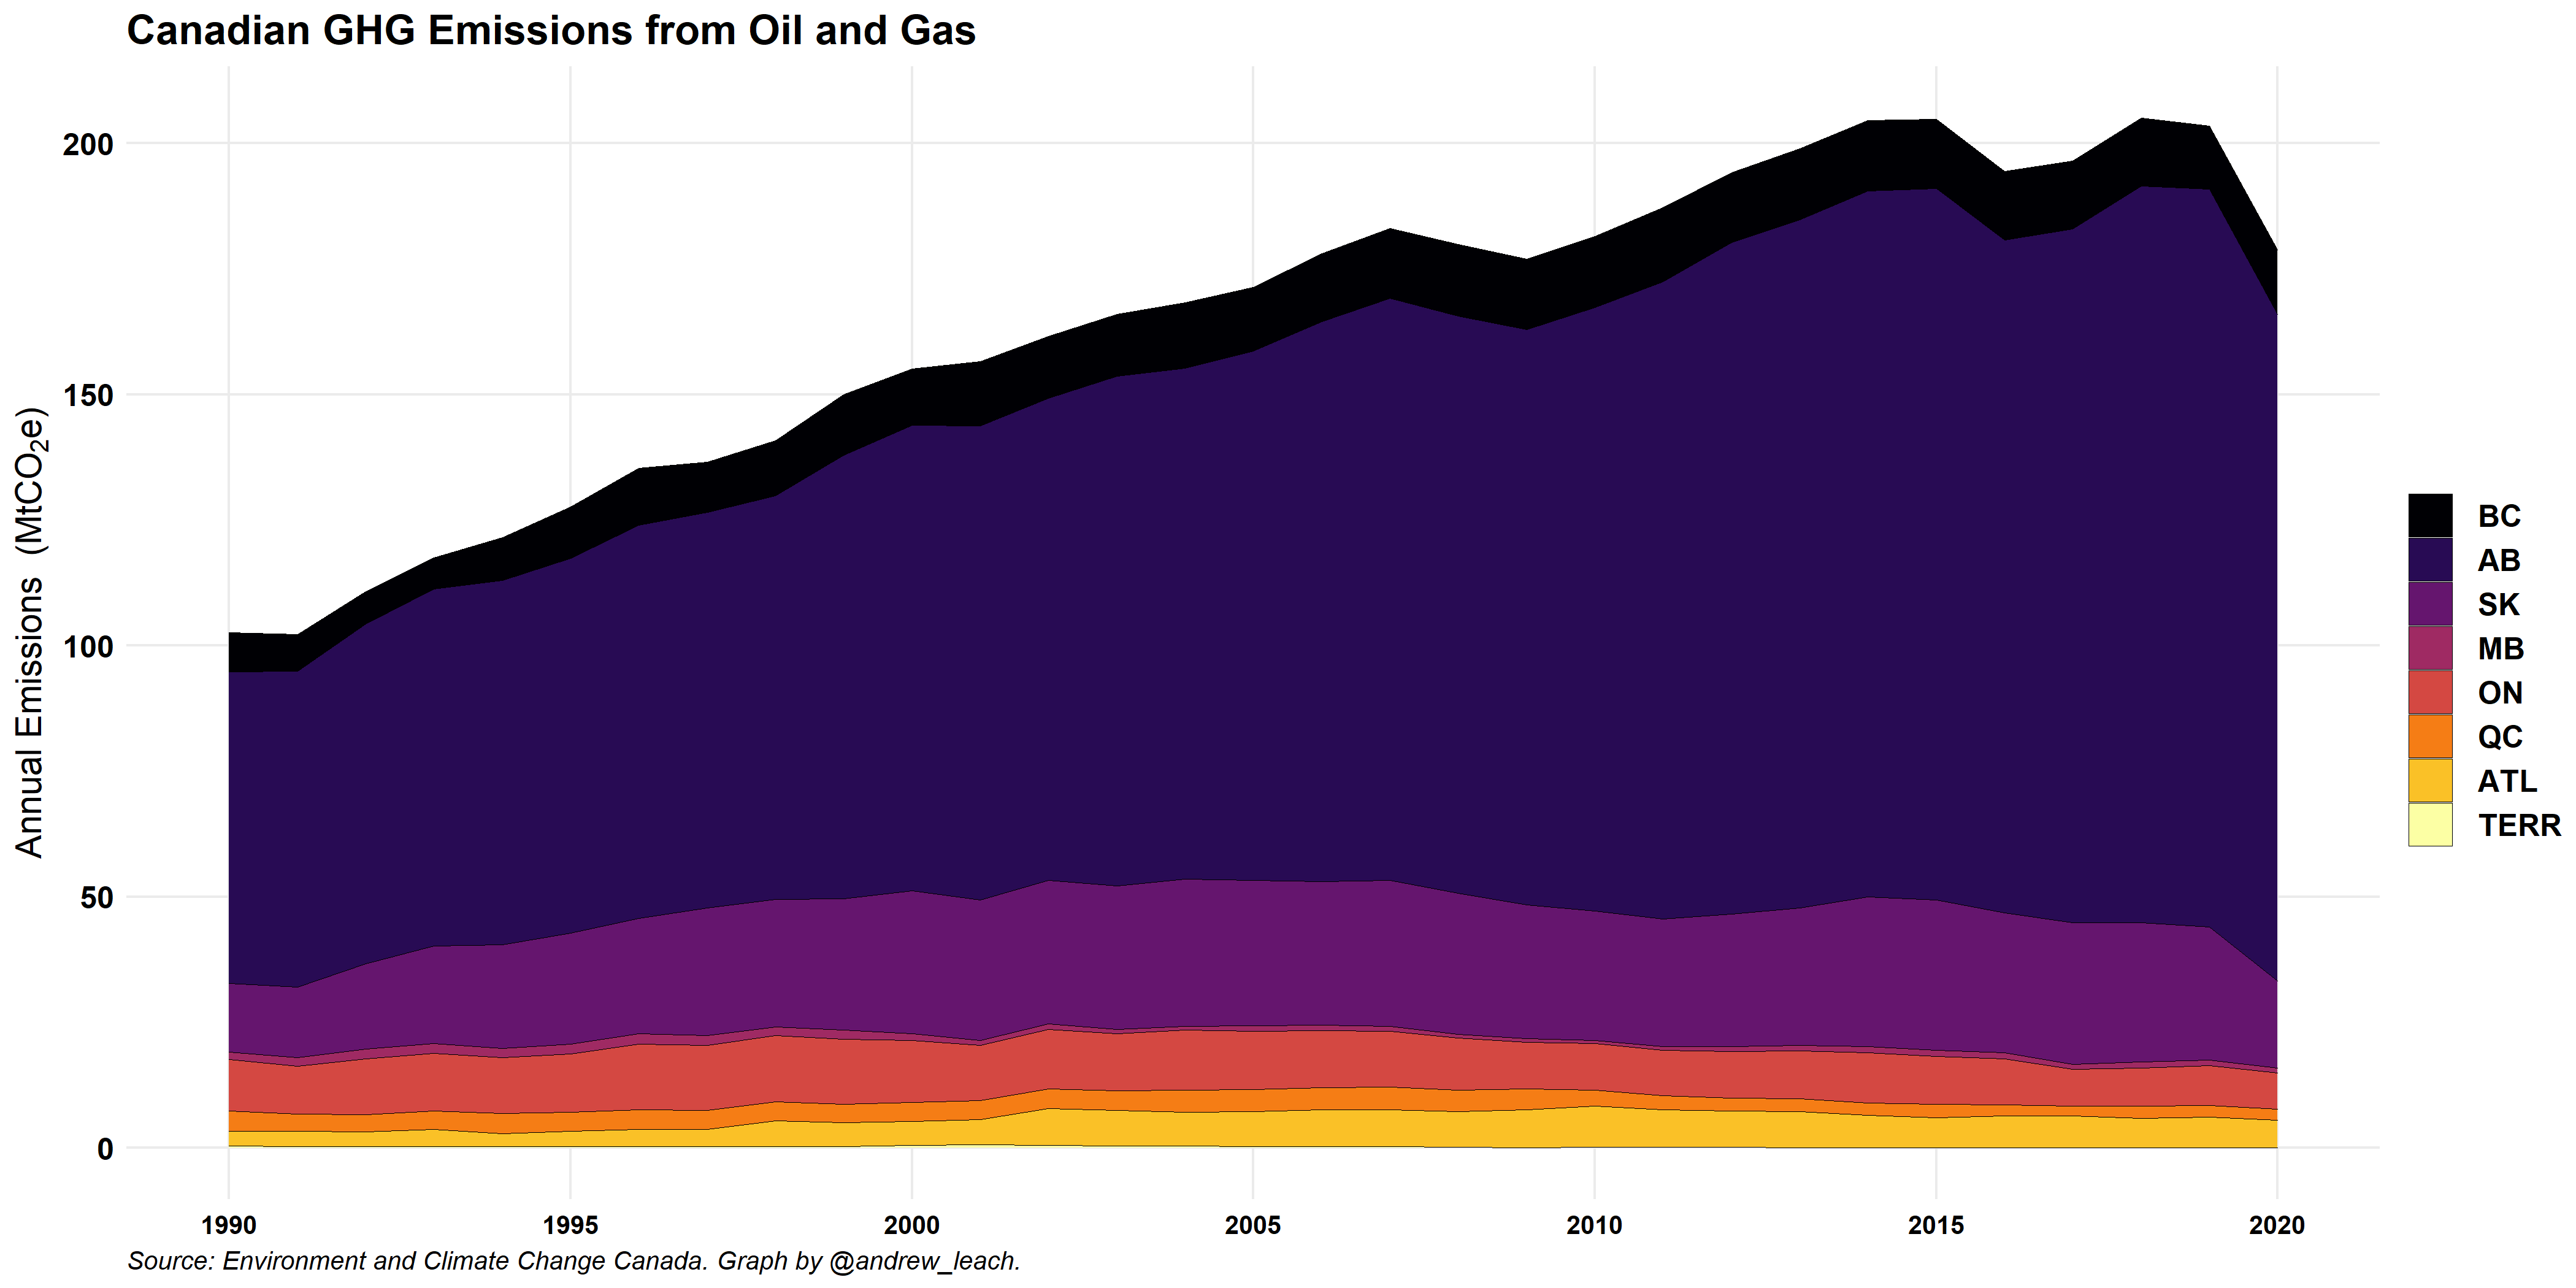 Canadian GHG Emissions from Oil and Gas
Annual Emissions (MtCO₂e)
200
150
100
50
0
1990 1995 2000 2005 2010 2015 2020
BC
AB
SK
MB
ON
QC
ATL
TERR
Source: Environment and Climate Change Canada. Graph by @andrew_leach.